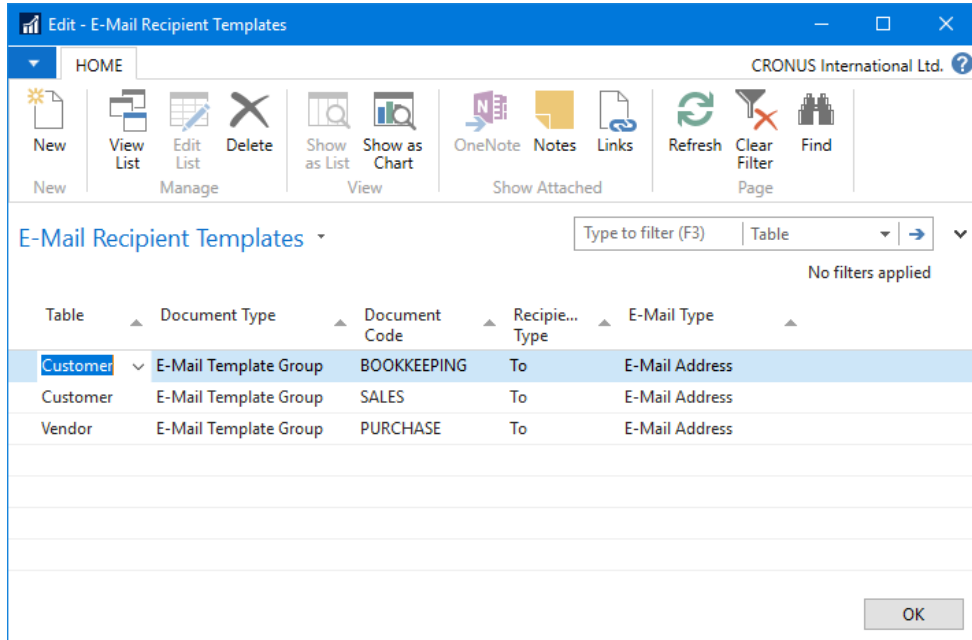 Edit - E-Mail Recipient Templates
HOME
CRONUS International Ltd.
New
View List
Edit List
Delete
Show as List
Show as Chart
OneNote
Notes
Links
Refresh
Clear Filter
Find
New
Manage
View
Show Attached
Page
E-Mail Recipient Templates
Type to filter (F3)
Table
No filters applied
Table
Document Type
Document Code
Recipie... Type
E-Mail Type
Customer E-Mail Template Group BOOKKEEPING To E-Mail Address
Customer E-Mail Template Group SALES To E-Mail Address
Vendor E-Mail Template Group PURCHASE To E-Mail Address
OK